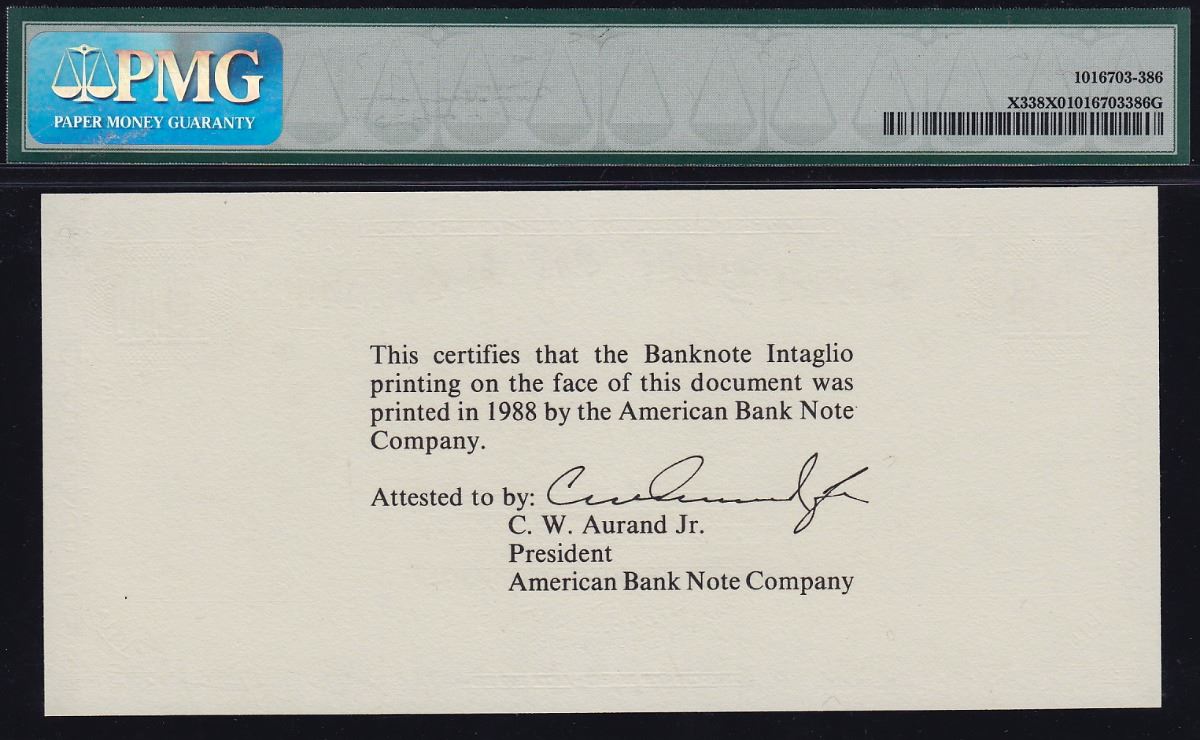 PMG
PAPER MONEY GUARANTY
1016703-386
X338X01016703386G
This certifies that the Banknote Intaglio
printing on the face of this document was
printed in 1988 by the American Bank Note
Company.
Attested to by:
C. W. Aurand Jr.
President
American Bank Note Company